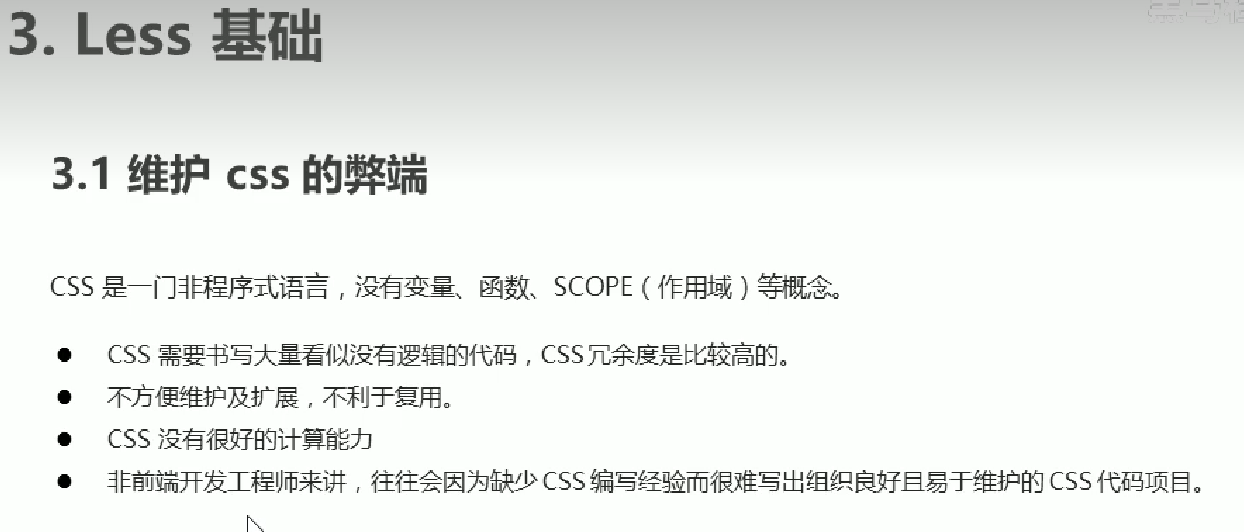 3. Less 基础
3.1 维护 css 的弊端
CSS 是一门非程序式语言，没有变量、函数、SCOPE（作用域）等概念。
● CSS 需要书写大量看似没有逻辑的代码，CSS冗余度是比较高的。
● 不方便维护及扩展，不利于复用。
● CSS 没有很好的计算能力
● 非前端开发工程师来讲，往往会因为缺少 CSS 编写经验而很难写出组织良好且易于维护的 CSS 代码项目。